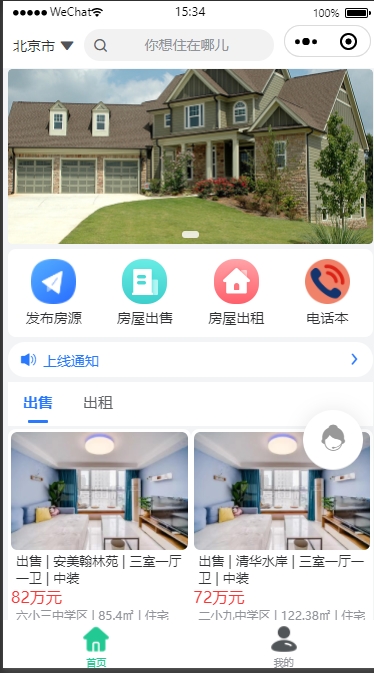 ●●●●● WeChat 15:34 100%
北京市 你想住在哪儿
发布房源 房屋出售 房屋出租 电话本
上线通知
出售 出租
出售 | 安美翰林苑 | 三室一厅一卫 | 中装
82万元
六小三中学区 | 85.4㎡ | 住宅
出售 | 清华水岸 | 三室一厅一卫 | 中装
72万元
二小九中学区 | 122.38㎡ | 住宅
首页 我的